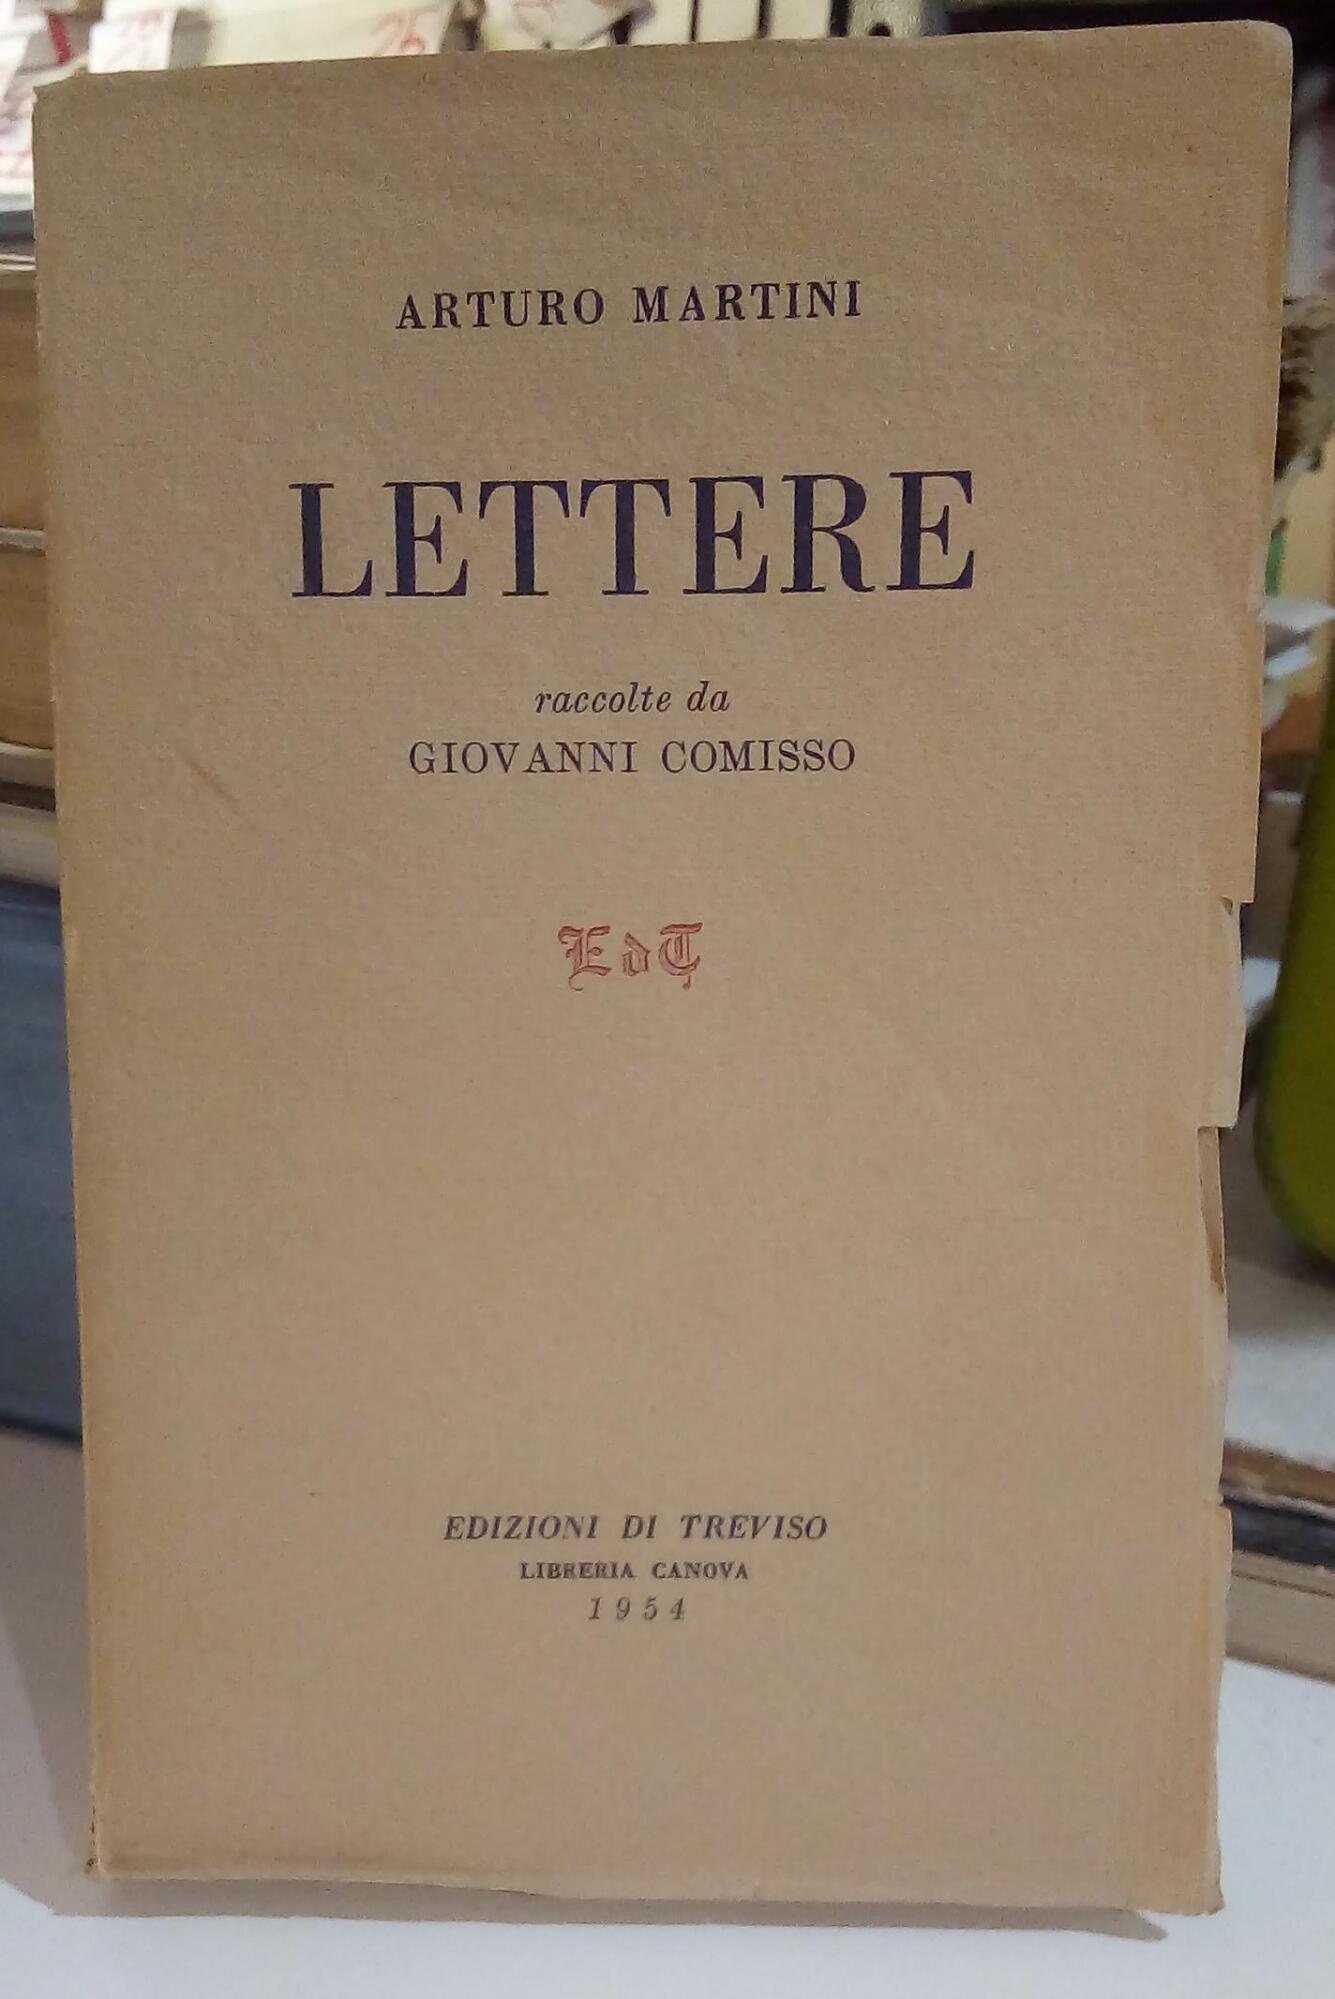 ARTURO MARTINI
LETTERE
raccolte da
GIOVANNI COMISSO
EdT
EDIZIONI DI TREVISO
LIBRERIA CANOVA
1954